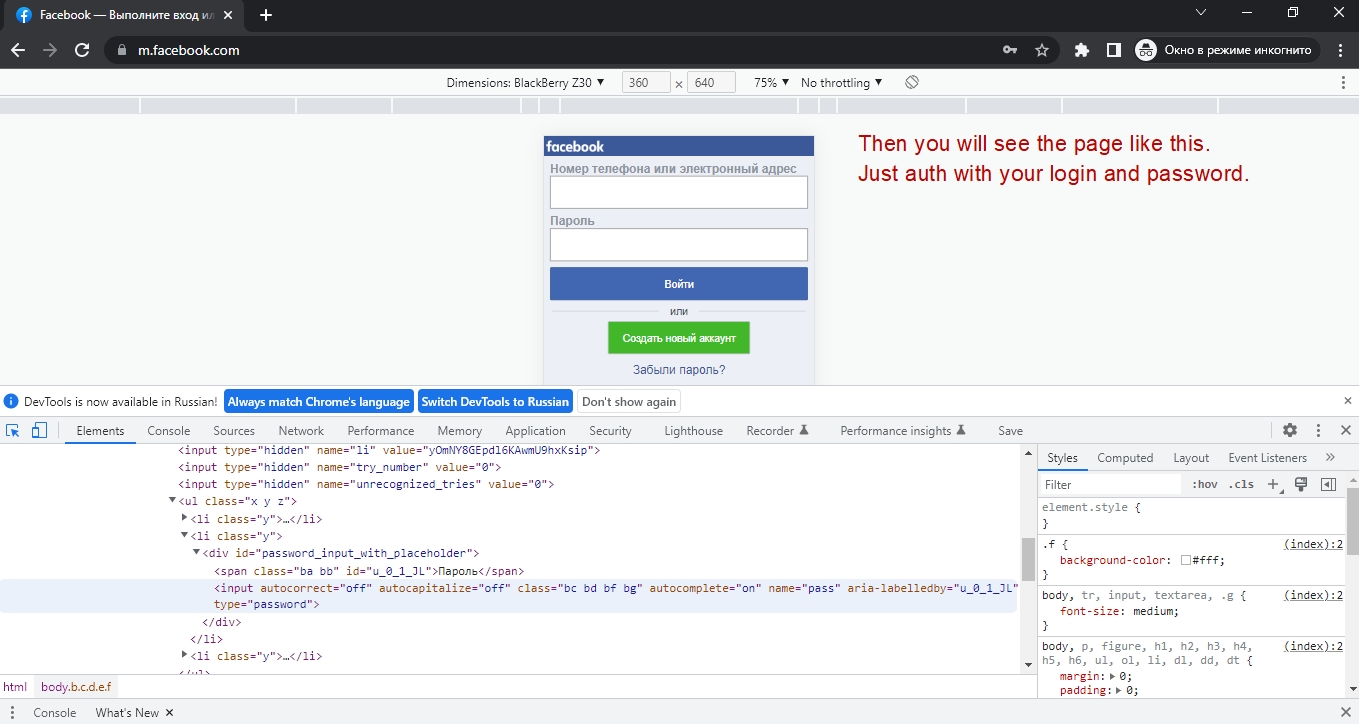 Facebook — Выполните вход ил
m.facebook.com
Окно в режиме инкогнито
Dimensions: BlackBerry Z30 ▼ 360 × 640 75% ▼ No throttling ▼
facebook
Номер телефона или электронный адрес
Пароль
Войти
или
Создать новый аккаунт
Забыли пароль?
Then you will see the page like this.
Just auth with your login and password.
DevTools is now available in Russian! Always match Chrome's language Switch DevTools to Russian Don't show again
Elements Console Sources Network Performance Memory Application Security Lighthouse Recorder Performance insights Save
<input type="hidden" name="li" value="yOmNY8GEpdl6KAwmU9hxKsip">
<input type="hidden" name="try_number" value="0">
<input type="hidden" name="unrecognized_tries" value="0">
<ul class="x y z">
<li class="y">…</li>
<li class="y">
<div id="password_input_with_placeholder">
<span class="ba bb" id="u_0_1_JL">Пароль</span>
<input autocorrect="off" autocapitalize="off" class="bc bd bf bg" autocomplete="on" name="pass" aria-labelledby="u_0_1_JL"
type="password">
</div>
</li>
<li class="y">…</li>
</ul>
html body.b.c.d.e.f
Styles Computed Layout Event Listeners »
Filter :hov .cls +
element.style {
}
.f { (index):2
background-color: #fff;
}
body, tr, input, textarea, .g { (index):2
font-size: medium;
}
body, p, figure, h1, h2, h3, h4, (index):2
h5, h6, ul, ol, li, dl, dd, dt {
margin: 0;
padding: 0;
Console What's New ×